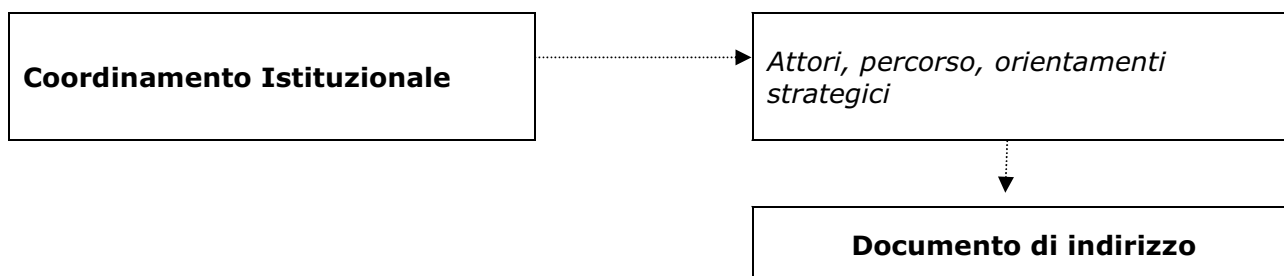 Coordinamento Istituzionale
Attori, percorso, orientamenti
strategici
Documento di indirizzo